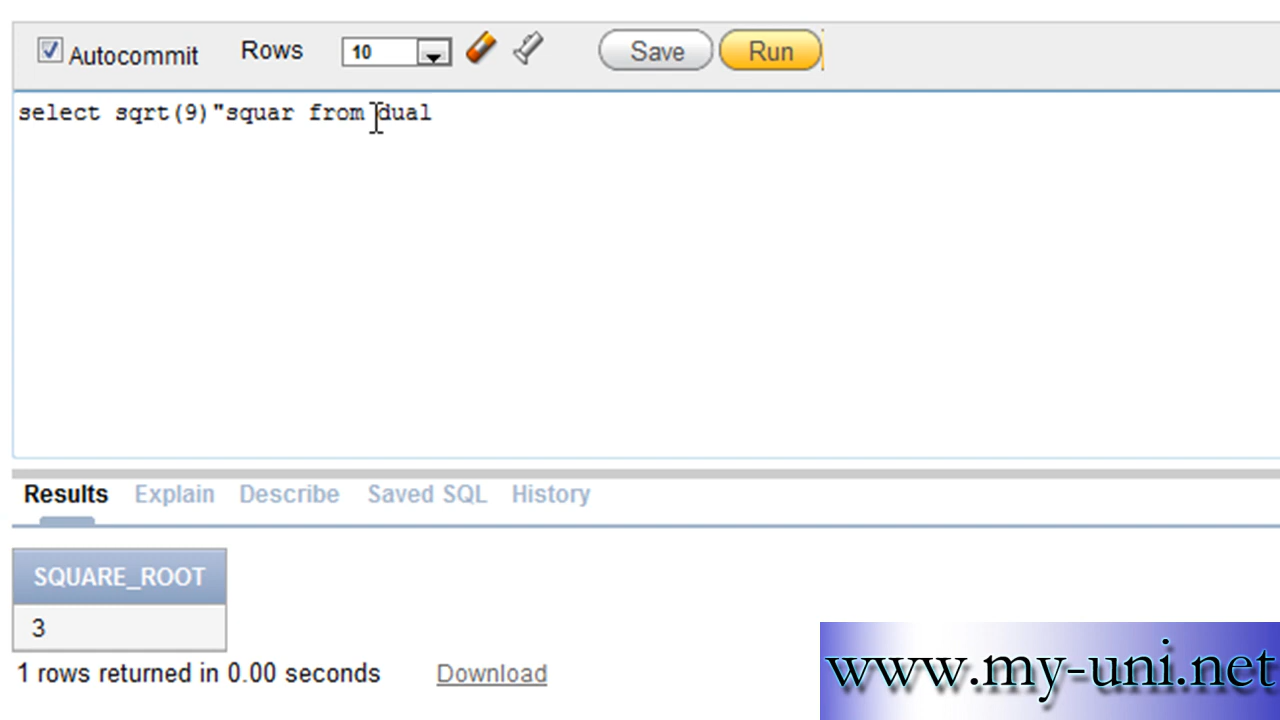 Autocommit Rows 10 Save Run
select sqrt(9)"squar from dual
Results Explain Describe Saved SQL History
SQUARE_ROOT
3
1 rows returned in 0.00 seconds Download
www.my-uni.net